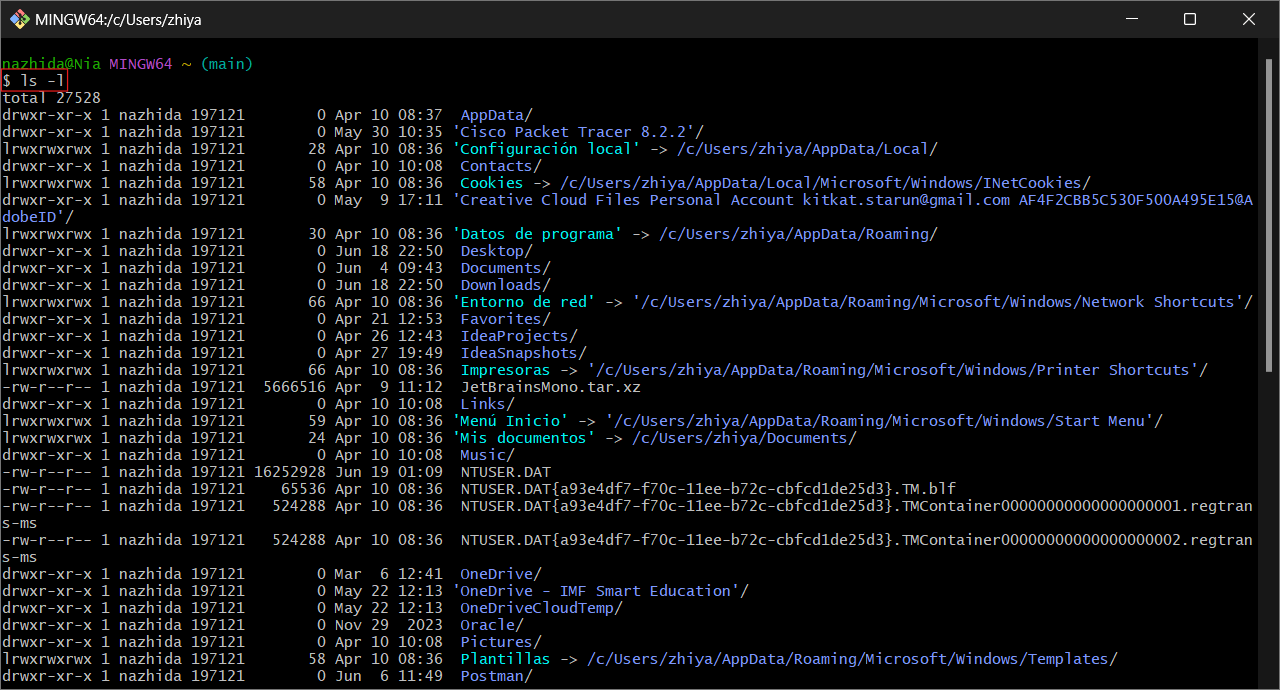 MINGW64:/c/Users/zhiya
nazhida@Nia MINGW64 ~ (main)
$ ls -l
total 27528
drwxr-xr-x 1 nazhida 197121        0 Apr 10 08:37  AppData/
drwxr-xr-x 1 nazhida 197121        0 May 30 10:35 'Cisco Packet Tracer 8.2.2'/
lrwxrwxrwx 1 nazhida 197121       28 Apr 10 08:36 'Configuración local' -> /c/Users/zhiya/AppData/Local/
drwxr-xr-x 1 nazhida 197121        0 Apr 10 10:08  Contacts/
lrwxrwxrwx 1 nazhida 197121       58 Apr 10 08:36  Cookies -> /c/Users/zhiya/AppData/Local/Microsoft/Windows/INetCookies/
drwxr-xr-x 1 nazhida 197121        0 May  9 17:11 'Creative Cloud Files Personal Account kitkat.starun@gmail.com AF4F2CBB5C530F500A495E15@A
dobeID'/
lrwxrwxrwx 1 nazhida 197121       30 Apr 10 08:36 'Datos de programa' -> /c/Users/zhiya/AppData/Roaming/
drwxr-xr-x 1 nazhida 197121        0 Jun 18 22:50  Desktop/
drwxr-xr-x 1 nazhida 197121        0 Jun  4 09:43  Documents/
drwxr-xr-x 1 nazhida 197121        0 Jun 18 22:50  Downloads/
lrwxrwxrwx 1 nazhida 197121       66 Apr 10 08:36 'Entorno de red' -> '/c/Users/zhiya/AppData/Roaming/Microsoft/Windows/Network Shortcuts'/
drwxr-xr-x 1 nazhida 197121        0 Apr 21 12:53  Favorites/
drwxr-xr-x 1 nazhida 197121        0 Apr 26 12:43  IdeaProjects/
drwxr-xr-x 1 nazhida 197121        0 Apr 27 19:49  IdeaSnapshots/
lrwxrwxrwx 1 nazhida 197121       66 Apr 10 08:36  Impresoras -> '/c/Users/zhiya/AppData/Roaming/Microsoft/Windows/Printer Shortcuts'/
-rw-r--r-- 1 nazhida 197121  5666516 Apr  9 11:12  JetBrainsMono.tar.xz
drwxr-xr-x 1 nazhida 197121        0 Apr 10 10:08  Links/
lrwxrwxrwx 1 nazhida 197121       59 Apr 10 08:36 'Menú Inicio' -> '/c/Users/zhiya/AppData/Roaming/Microsoft/Windows/Start Menu'/
lrwxrwxrwx 1 nazhida 197121       24 Apr 10 08:36 'Mis documentos' -> /c/Users/zhiya/Documents/
drwxr-xr-x 1 nazhida 197121        0 Apr 10 10:08  Music/
-rw-r--r-- 1 nazhida 197121 16252928 Jun 19 01:09  NTUSER.DAT
-rw-r--r-- 1 nazhida 197121    65536 Apr 10 08:36  NTUSER.DAT{a93e4df7-f70c-11ee-b72c-cbfcd1de25d3}.TM.blf
-rw-r--r-- 1 nazhida 197121   524288 Apr 10 08:36  NTUSER.DAT{a93e4df7-f70c-11ee-b72c-cbfcd1de25d3}.TMContainer00000000000000000001.regtran
s-ms
-rw-r--r-- 1 nazhida 197121   524288 Apr 10 08:36  NTUSER.DAT{a93e4df7-f70c-11ee-b72c-cbfcd1de25d3}.TMContainer00000000000000000002.regtran
s-ms
drwxr-xr-x 1 nazhida 197121        0 Mar  6 12:41  OneDrive/
drwxr-xr-x 1 nazhida 197121        0 May 22 12:13 'OneDrive - IMF Smart Education'/
drwxr-xr-x 1 nazhida 197121        0 May 22 12:13  OneDriveCloudTemp/
drwxr-xr-x 1 nazhida 197121        0 Nov 29  2023  Oracle/
drwxr-xr-x 1 nazhida 197121        0 Apr 10 10:08  Pictures/
lrwxrwxrwx 1 nazhida 197121       58 Apr 10 08:36  Plantillas -> /c/Users/zhiya/AppData/Roaming/Microsoft/Windows/Templates/
drwxr-xr-x 1 nazhida 197121        0 Jun  6 11:49  Postman/